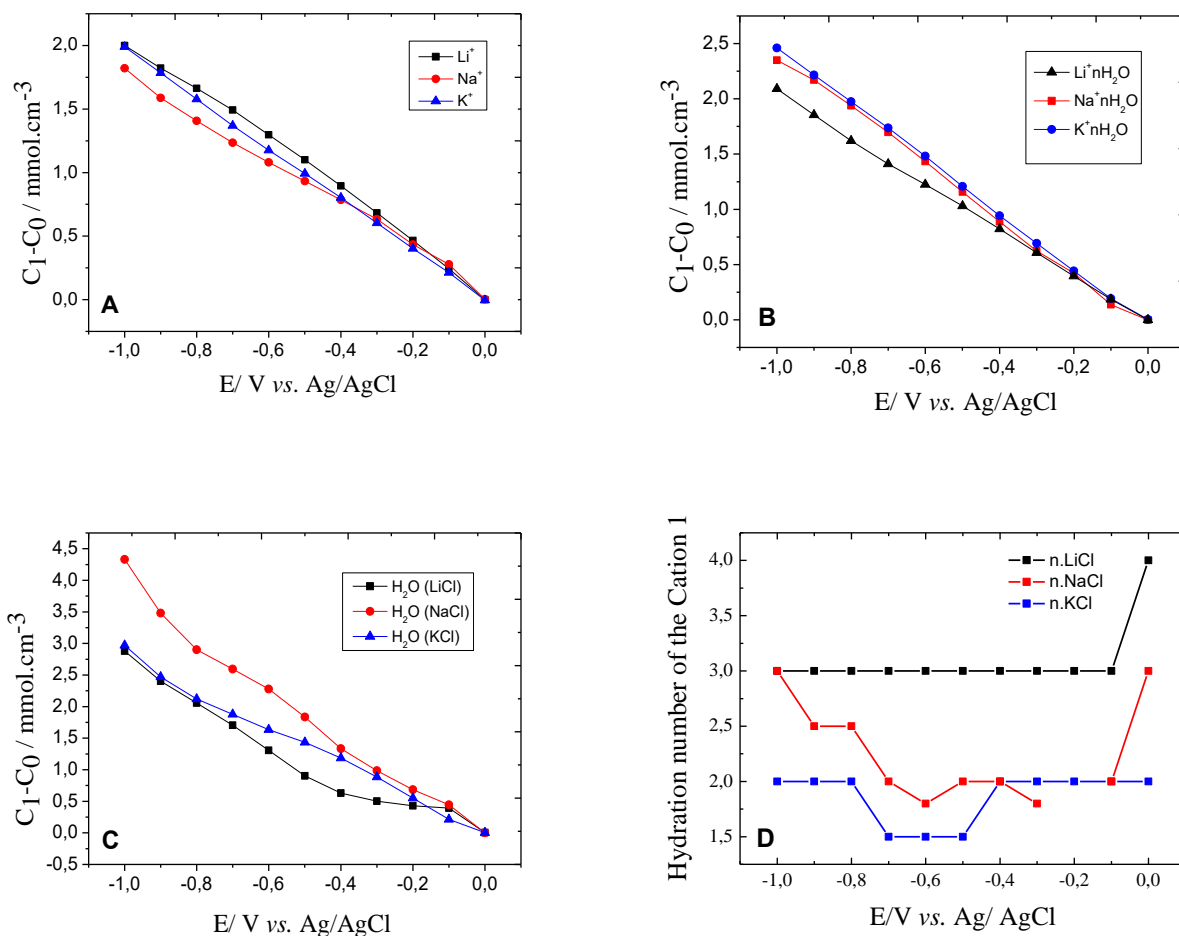 C₁-C₀ / mmol.cm⁻³
2,0
1,5
1,0
0,5
0,0
Li⁺
Na⁺
K⁺
A
-1,0 -0,8 -0,6 -0,4 -0,2 0,0
E/ V vs. Ag/AgCl
C₁-C₀ / mmol.cm⁻³
2,5
2,0
1,5
1,0
0,5
0,0
Li⁺nH₂O
Na⁺nH₂O
K⁺nH₂O
B
-1,0 -0,8 -0,6 -0,4 -0,2 0,0
E/ V vs. Ag/AgCl
C₁-C₀ / mmol.cm⁻³
4,5
4,0
3,5
3,0
2,5
2,0
1,5
1,0
0,5
0,0
-0,5
H₂O (LiCl)
H₂O (NaCl)
H₂O (KCl)
C
-1,0 -0,8 -0,6 -0,4 -0,2 0,0
E/ V vs. Ag/AgCl
Hydration number of the Cation 1
4,0
3,5
3,0
2,5
2,0
1,5
n.LiCl
n.NaCl
n.KCl
D
-1,0 -0,8 -0,6 -0,4 -0,2 0,0
E/V vs. Ag/ AgCl